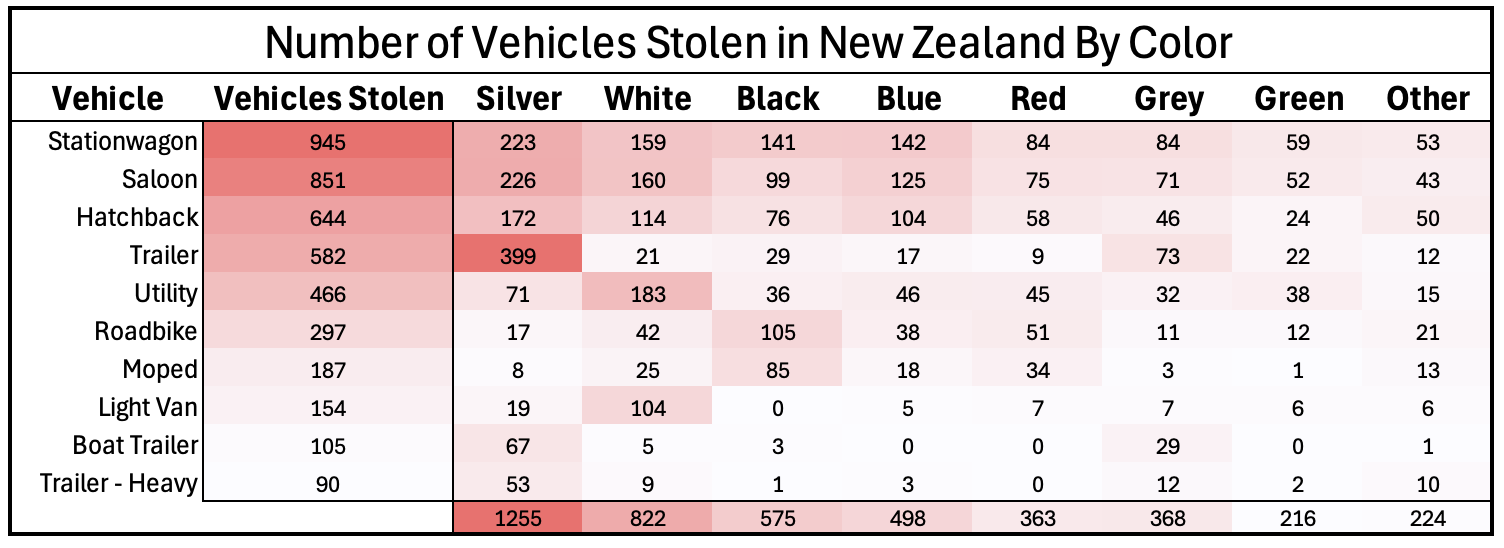 Number of Vehicles Stolen in New Zealand By Color
Vehicle Vehicles Stolen Silver White Black Blue Red Grey Green Other
Stationwagon 945 223 159 141 142 84 84 59 53
Saloon 851 226 160 99 125 75 71 52 43
Hatchback 644 172 114 76 104 58 46 24 50
Trailer 582 399 21 29 17 9 73 22 12
Utility 466 71 183 36 46 45 32 38 15
Roadbike 297 17 42 105 38 51 11 12 21
Moped 187 8 25 85 18 34 3 1 13
Light Van 154 19 104 0 5 7 7 6 6
Boat Trailer 105 67 5 3 0 0 29 0 1
Trailer - Heavy 90 53 9 1 3 0 12 2 10
1255 822 575 498 363 368 216 224